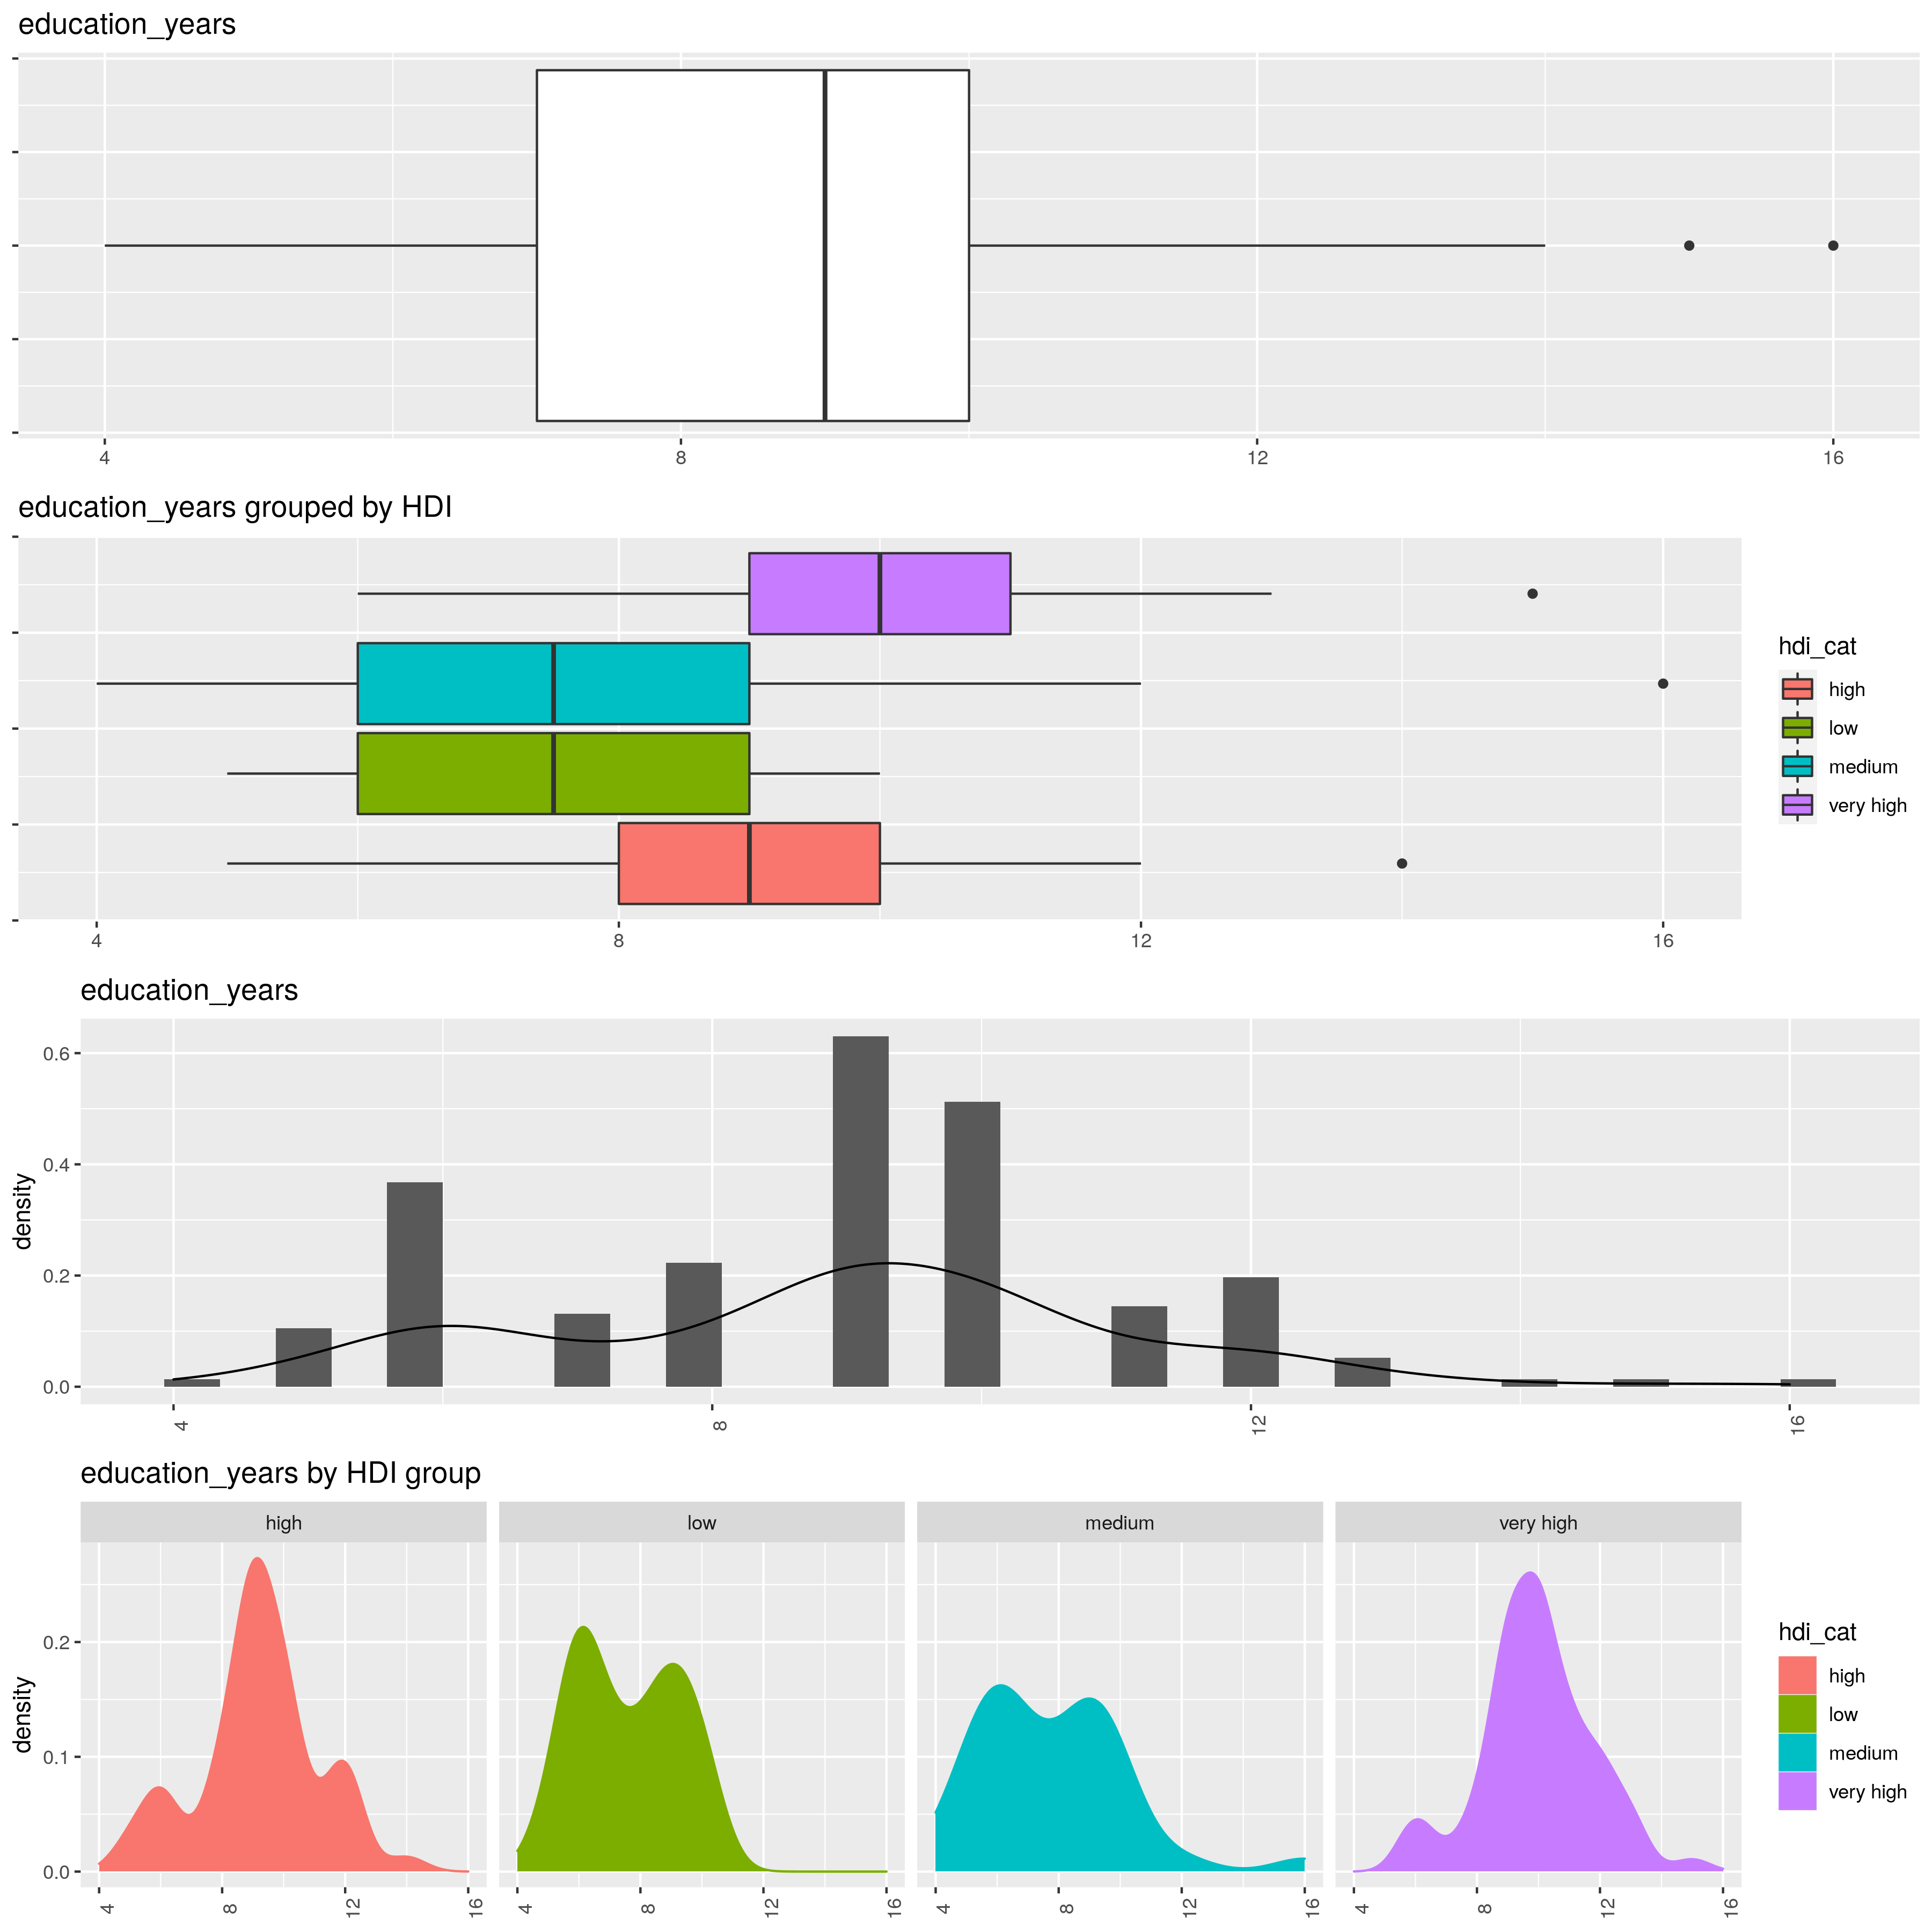 education_years
4 8 12 16
education_years grouped by HDI
hdi_cat
high
low
medium
very high
4 8 12 16
education_years
density
0.6
0.4
0.2
0.0
4 8 12 16
education_years by HDI group
high low medium very high
density
0.2
0.1
0.0
hdi_cat
high
low
medium
very high
4 8 12 16 4 8 12 16 4 8 12 16 4 8 12 16